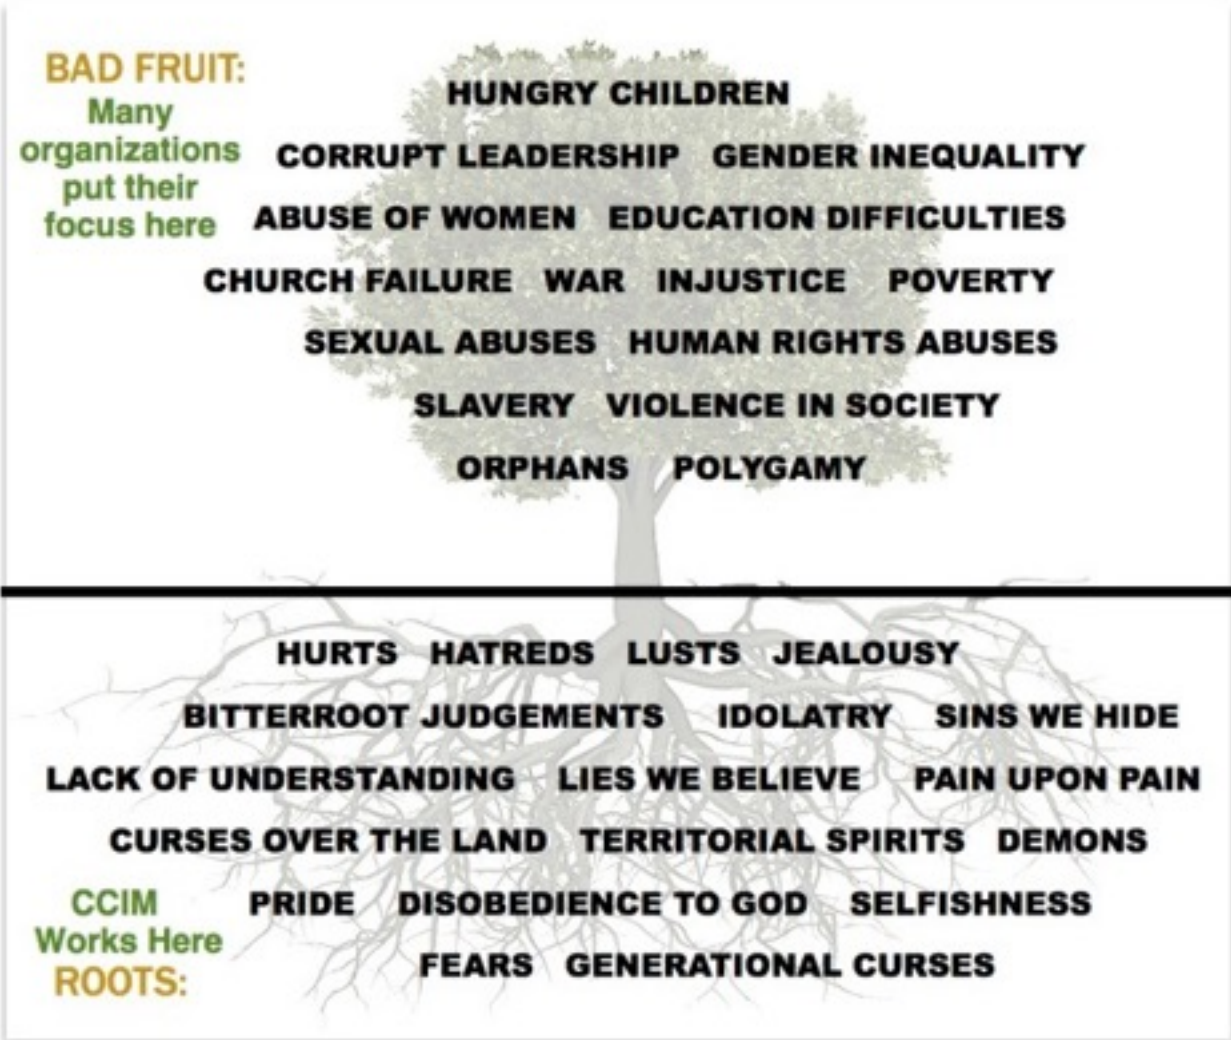 BAD FRUIT:
Many
organizations
put their
focus here
HUNGRY CHILDREN
CORRUPT LEADERSHIP GENDER INEQUALITY
ABUSE OF WOMEN EDUCATION DIFFICULTIES
CHURCH FAILURE WAR INJUSTICE POVERTY
SEXUAL ABUSES HUMAN RIGHTS ABUSES
SLAVERY VIOLENCE IN SOCIETY
ORPHANS POLYGAMY
HURTS HATREDS LUSTS JEALOUSY
BITTERROOT JUDGEMENTS IDOLATRY SINS WE HIDE
LACK OF UNDERSTANDING LIES WE BELIEVE PAIN UPON PAIN
CURSES OVER THE LAND TERRITORIAL SPIRITS DEMONS
PRIDE DISOBEDIENCE TO GOD SELFISHNESS
FEARS GENERATIONAL CURSES
CCIM
Works Here
ROOTS: